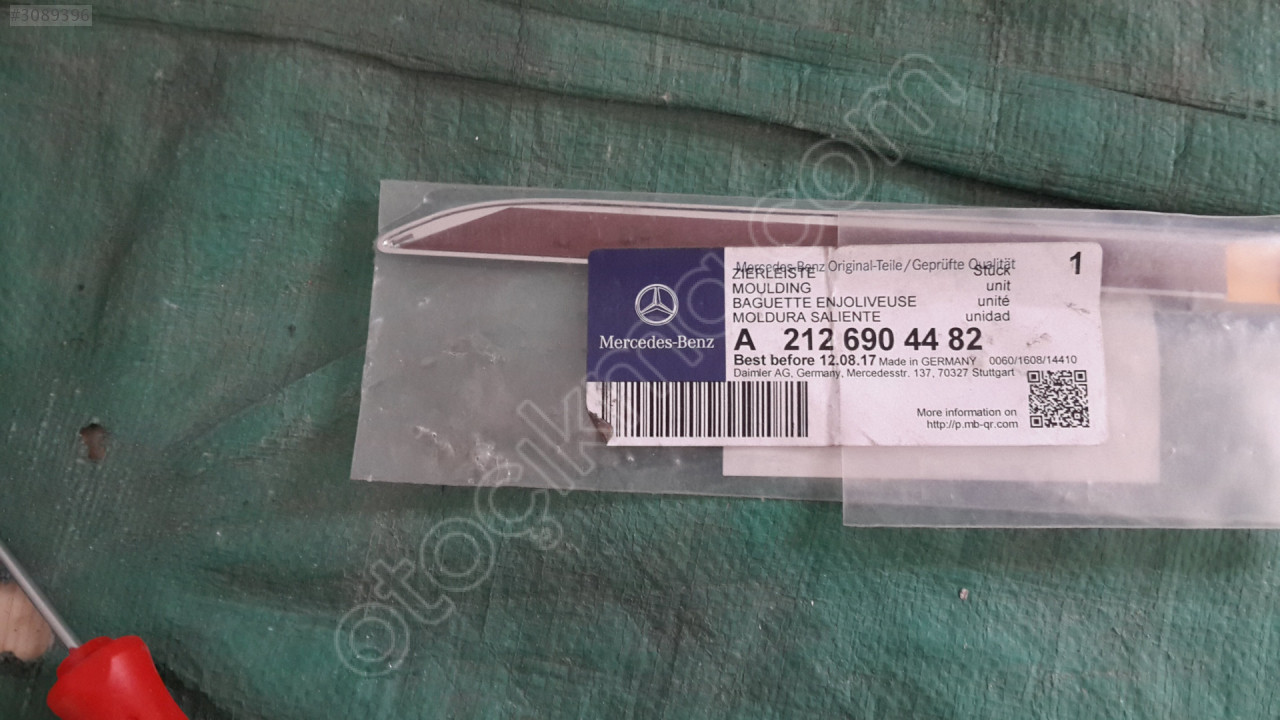 #3089396
Mercedes-Benz Original-Teile/Geprüfte Qualität 1
ZIERLEISTE Stück
MOULDING unit
BAGUETTE ENJOLIVEUSE unité
MOLDURA SALIENTE unidad
Mercedes-Benz
A 212 690 44 82
Best before 12.08.17 Made in GERMANY 0060/1608/14410
Daimler AG, Germany, Mercedesstr. 137, 70327 Stuttgart
More information on
http://p.mb-qr.com
otoçıkma.com